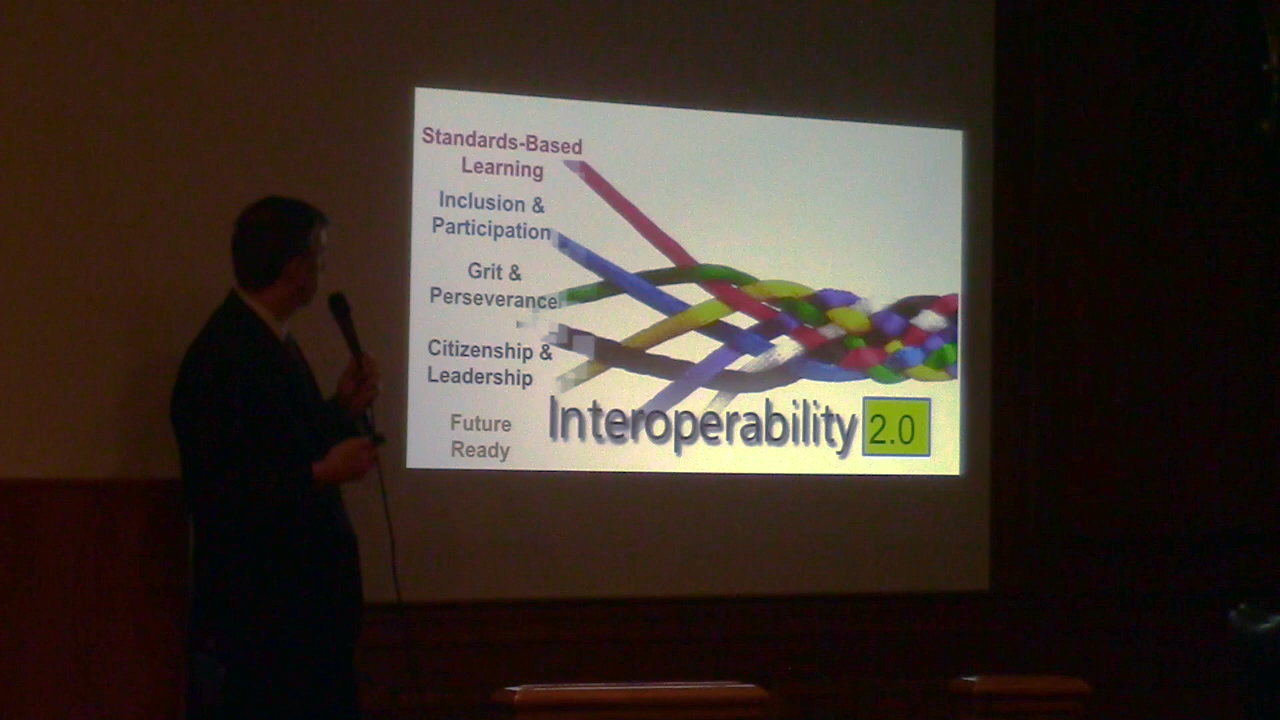 Standards-Based
Learning
Inclusion &
Participation
Grit &
Perseverance
Citizenship &
Leadership
Future
Ready
Interoperability 2.0